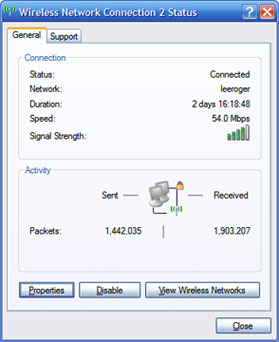 Wireless Network Connection 2 Status
General Support
Connection
Status: Connected
Network: leeroger
Duration: 2 days 16:18:48
Speed: 54.0 Mbps
Signal Strength:
Activity
Sent Received
Packets: 1,442,035 1,903,207
Properties Disable View Wireless Networks
Close